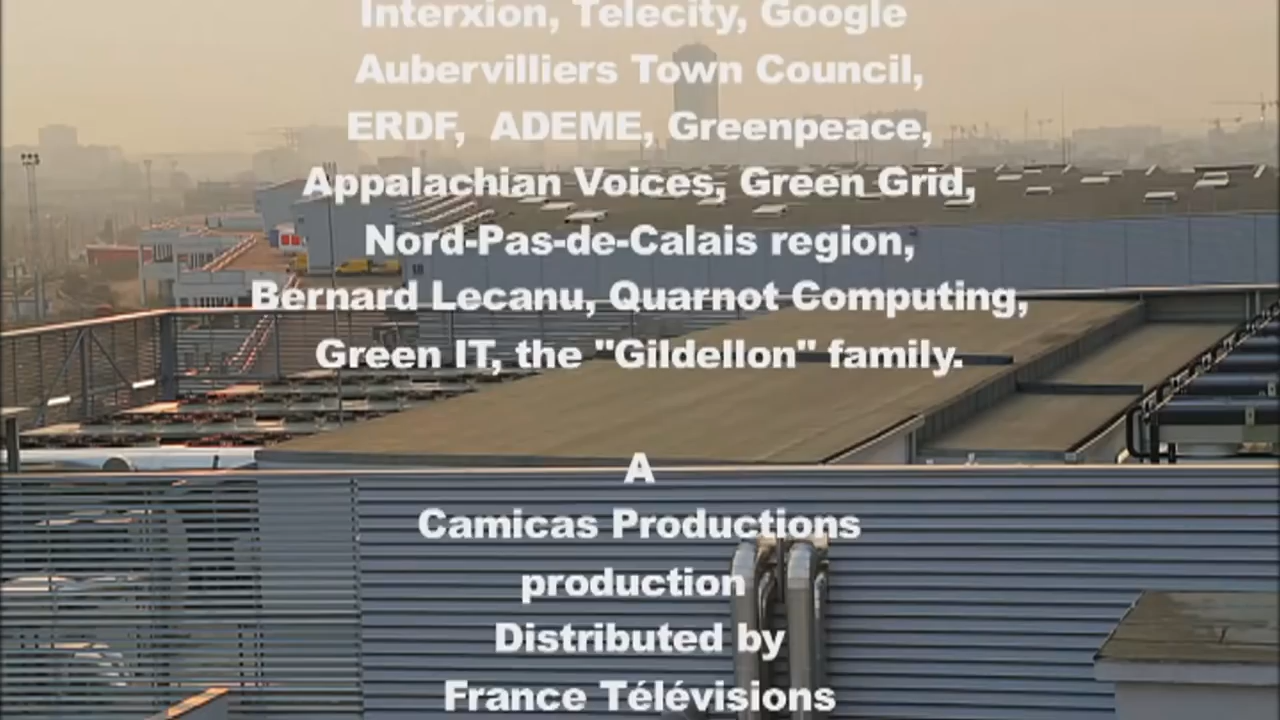 Interxion, Telecity, Google
Aubervilliers Town Council,
ERDF, ADEME, Greenpeace,
Appalachian Voices, Green Grid,
Nord-Pas-de-Calais region,
Bernard Lecanu, Quarnot Computing,
Green IT, the "Gildellon" family.
A
Camicas Productions
production
Distributed by
France Télévisions